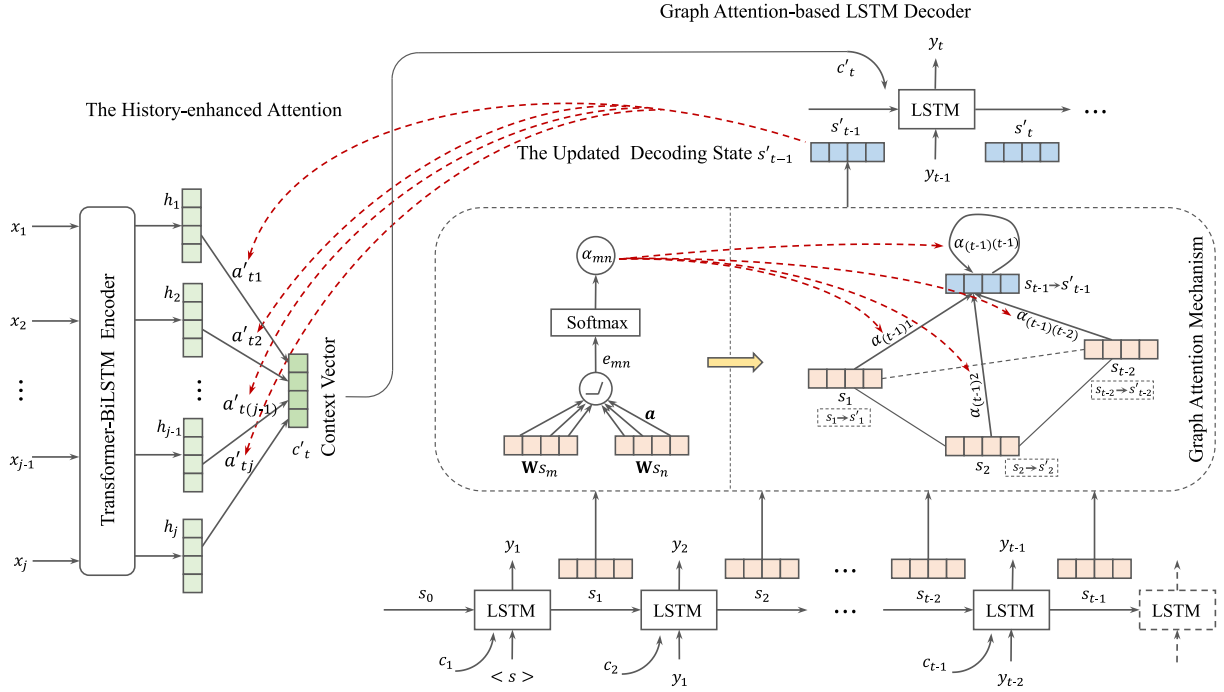 Graph Attention-based LSTM Decoder
y_t
c'_t
The History-enhanced Attention
LSTM
...
s'_{t-1}
s'_t
The Updated Decoding State s'_{t-1}
y_{t-1}
h_1
x_1
a'_{t1}
α_{mn}
α_{(t-1)(t-1)}
s_{t-1}→s'_{t-1}
h_2
x_2
a'_{t2}
Softmax
α_{(t-1)1}
α_{(t-1)(t-2)}
e_{mn}
Transformer-BiLSTM Encoder
Context Vector
Graph Attention Mechanism
...
...
a'_{t(j-1)}
s_1
s_{t-2}
α_{(t-1)2}
s_{t-2}→s'_{t-2}
a
s_1→s'_1
h_{j-1}
c'_t
x_{j-1}
a'_{tj}
Ws_m
Ws_n
s_2
s_2→s'_2
h_j
x_j
y_1
y_2
...
y_{t-1}
s_0
LSTM
s_1
LSTM
s_2
...
s_{t-2}
LSTM
s_{t-1}
LSTM
c_1
c_2
c_{t-1}
< s >
y_1
y_{t-2}